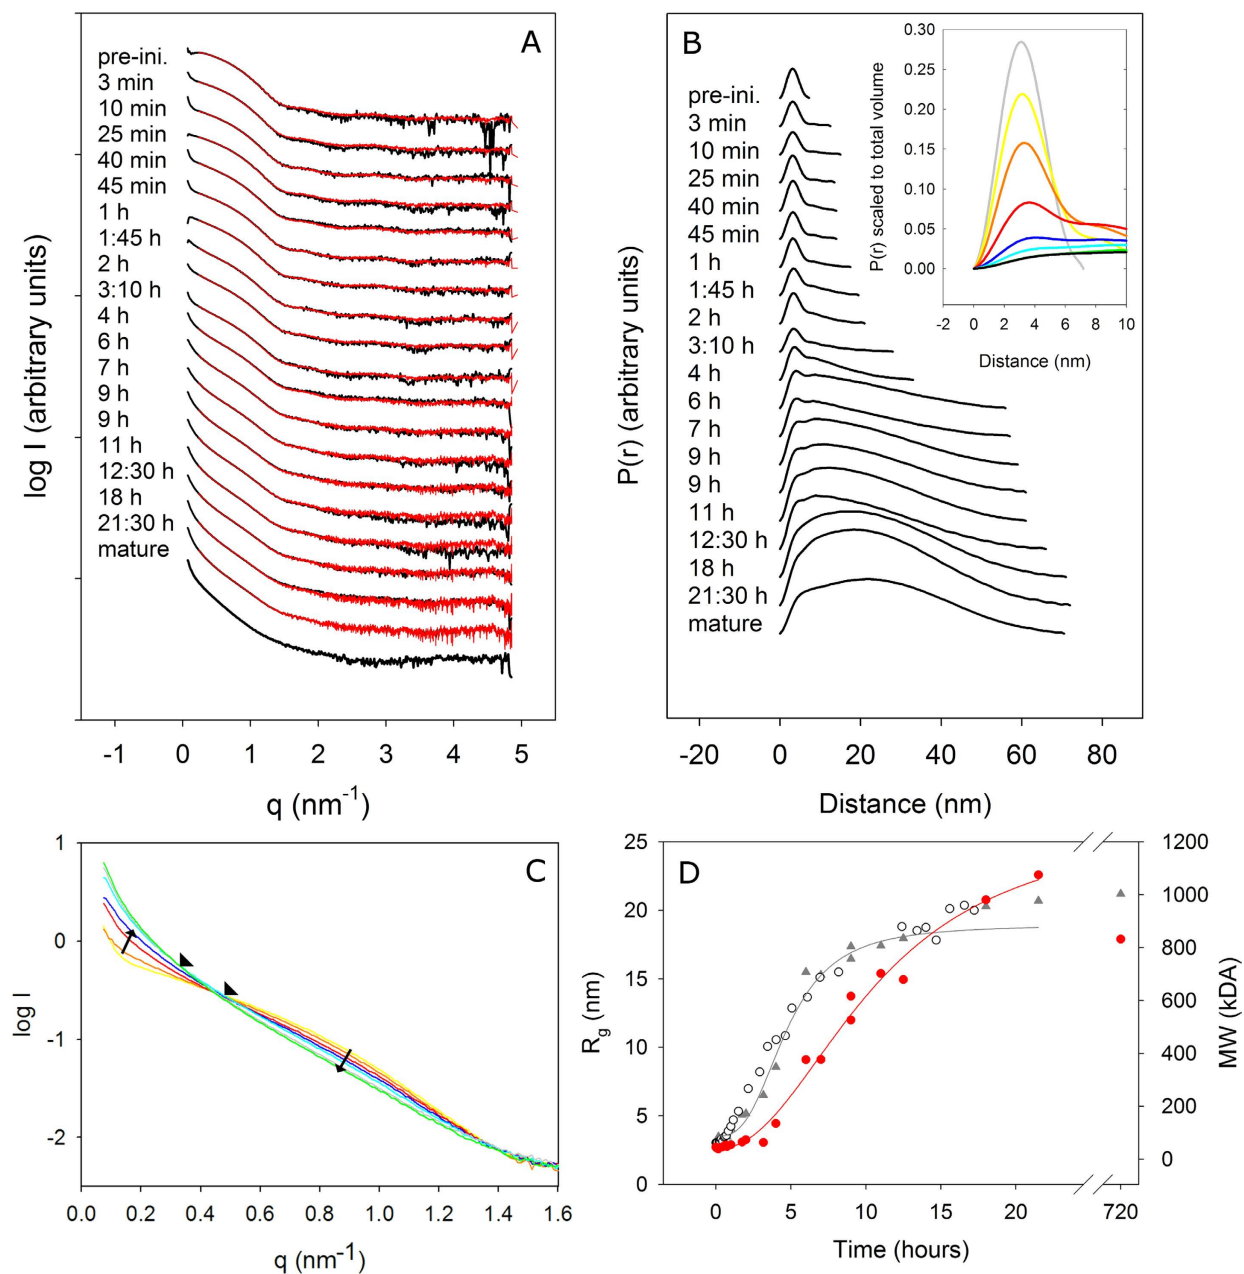 A
pre-ini.
3 min
10 min
25 min
40 min
45 min
1 h
1:45 h
2 h
3:10 h
4 h
6 h
7 h
9 h
9 h
11 h
12:30 h
18 h
21:30 h
mature
log I (arbitrary units)
-1 0 1 2 3 4 5
q (nm-1)
B
pre-ini.
3 min
10 min
25 min
40 min
45 min
1 h
1:45 h
2 h
3:10 h
4 h
6 h
7 h
9 h
9 h
11 h
12:30 h
18 h
21:30 h
mature
P(r) (arbitrary units)
-20 0 20 40 60 80
Distance (nm)
P(r) scaled to total volume
0.30
0.25
0.20
0.15
0.10
0.05
0.00
-2 0 2 4 6 8 10
Distance (nm)
C
log I
1
0
-1
-2
0.0 0.2 0.4 0.6 0.8 1.0 1.2 1.4 1.6
q (nm-1)
D
Rg (nm)
25
20
15
10
5
0
0 5 10 15 20 720
Time (hours)
1200
1000
800
600
400
200
0
MW (kDA)